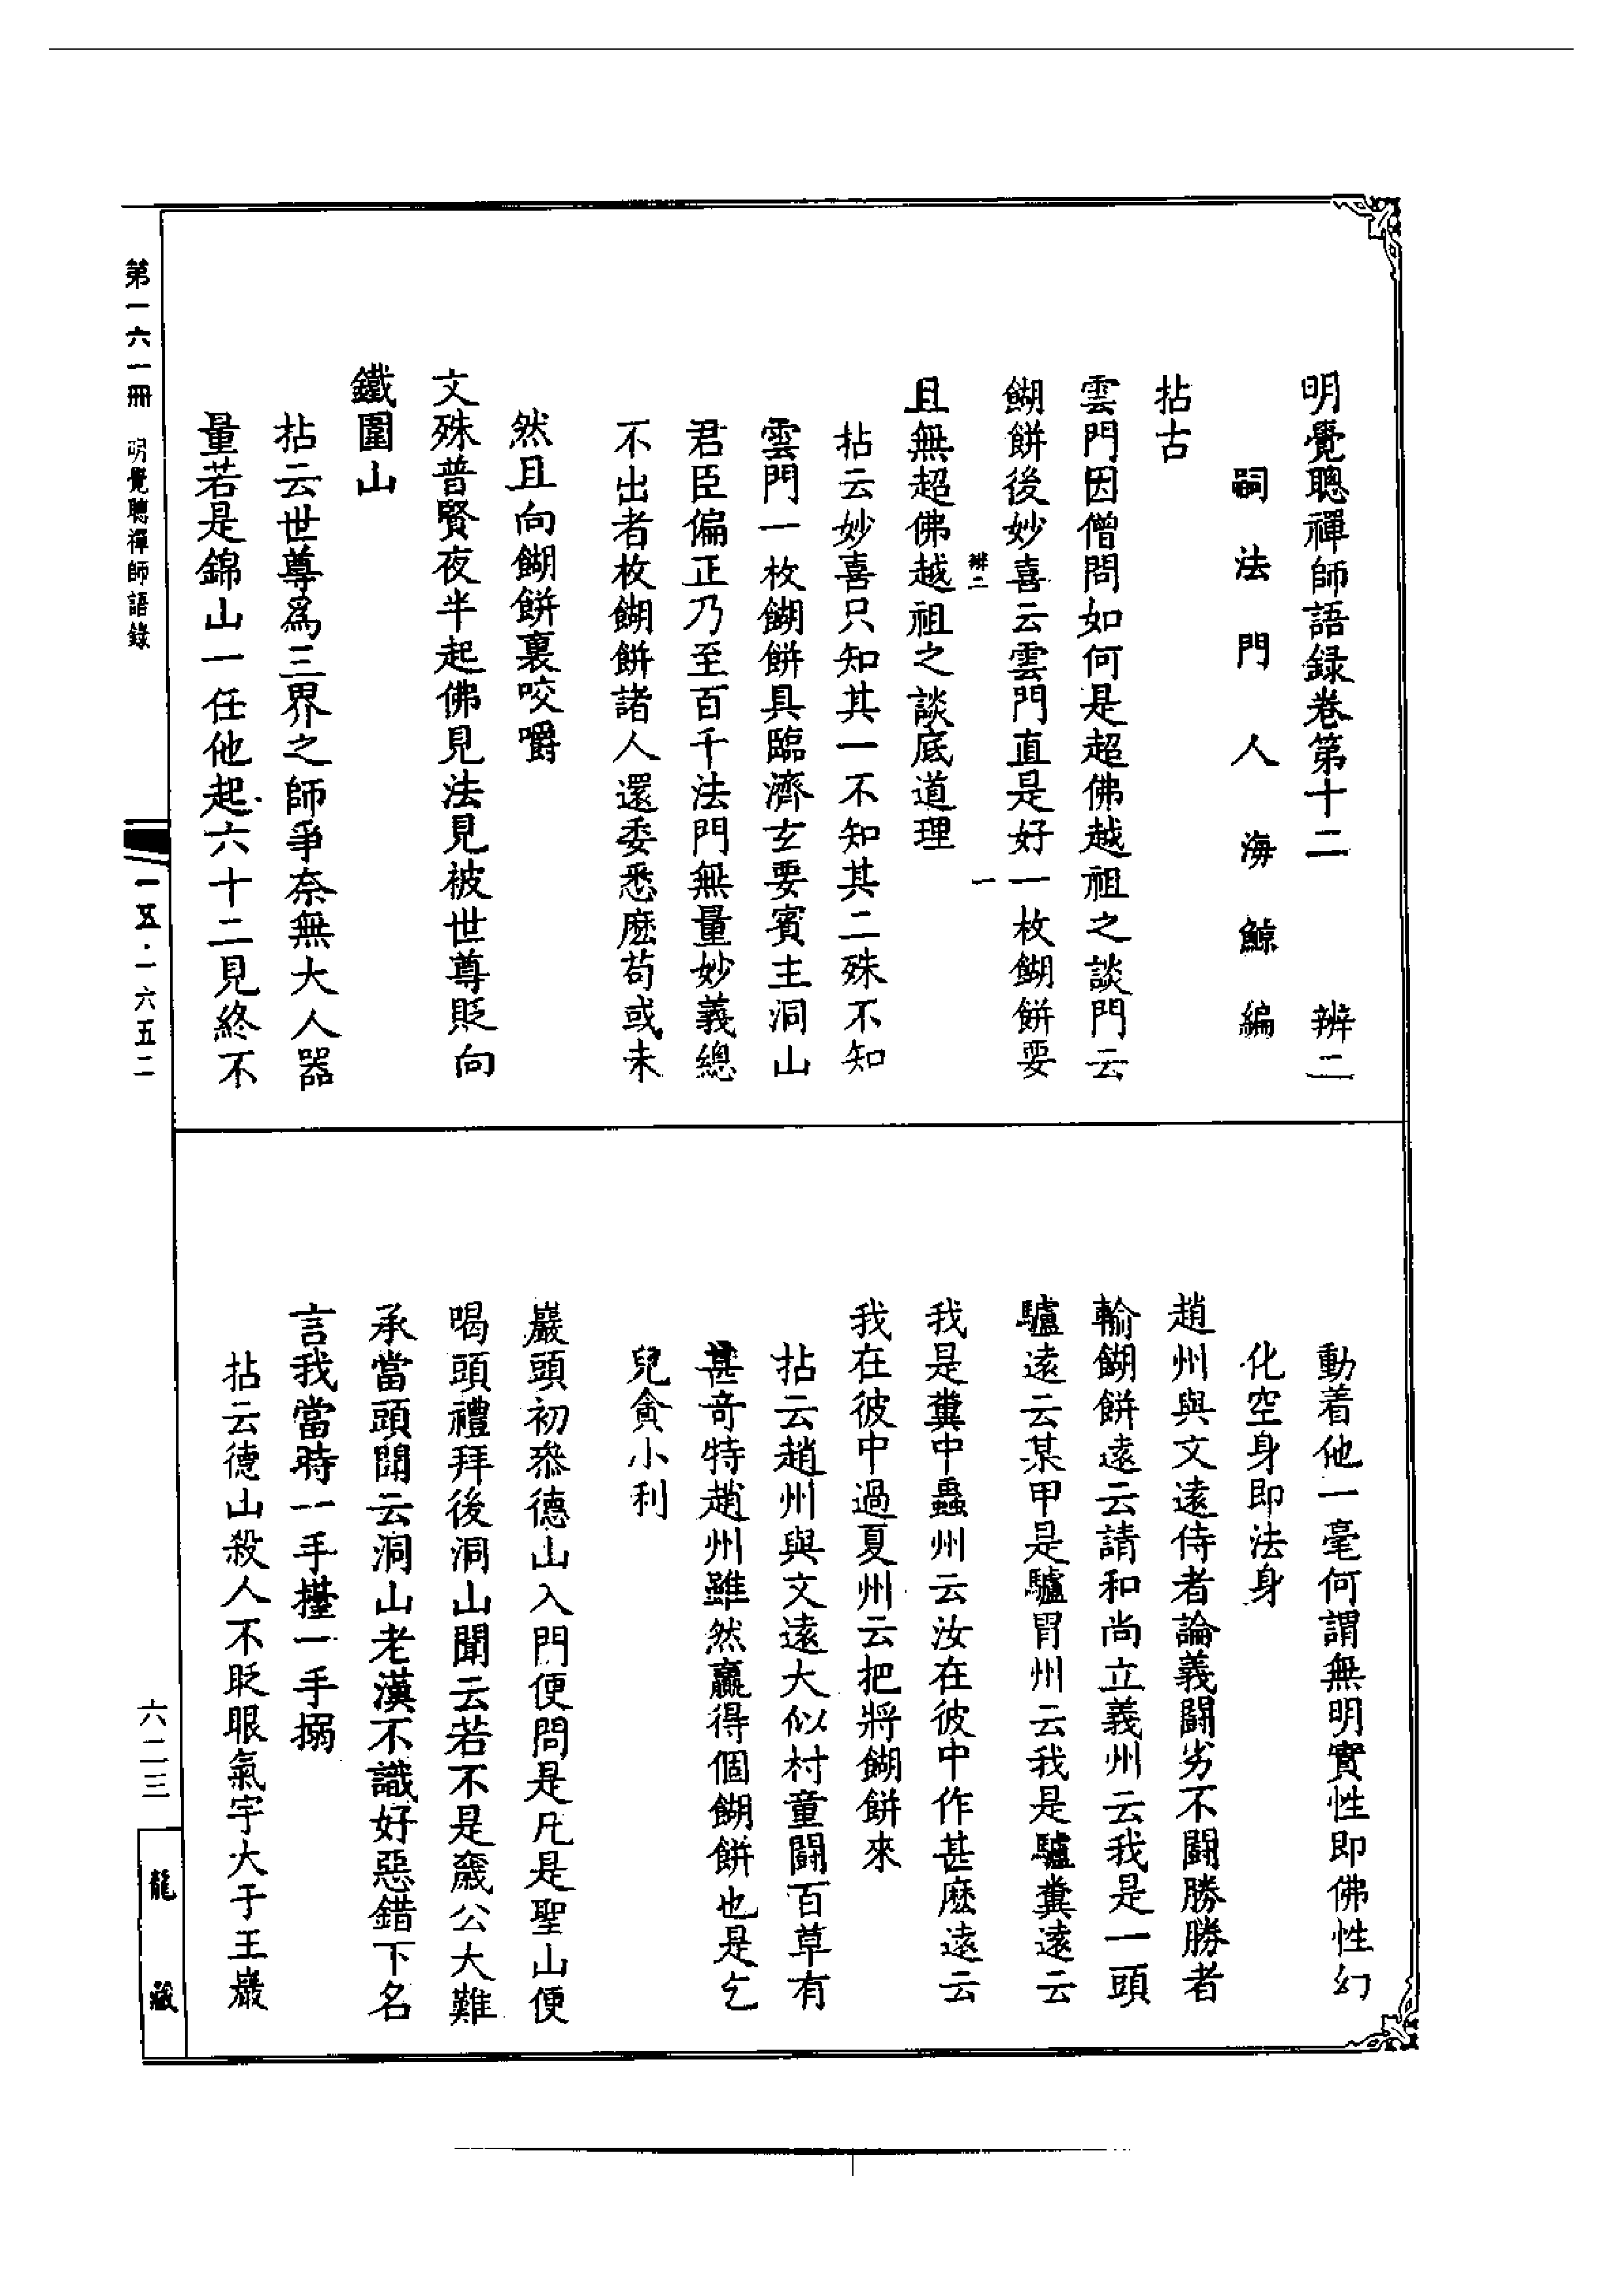 明覺聰禪師語録卷第十二　辨二
嗣法門人海鯨編
拈古
雲門因僧問如何是超佛越祖之談門云
餬餅後妙喜云雲門直是好一枚餬餅要
辨二　一
且無超佛越祖之談底道理
拈云妙喜只知其一不知其二殊不知
雲門一枚餬餅具臨濟玄要賓主洞山
君臣偏正乃至百千法門無量妙義總
不出者枚餬餅諸人還委悉麽苟或未
然且向餬餅裏咬嚼
文殊普賢夜半起佛見法見被世尊貶向
鐵圍山
拈云世尊爲三界之師爭奈無大人器
量若是錦山一任他起六十二見終不
動着他一毫何謂無明實性即佛性幻
化空身即法身
趙州與文遠侍者論義鬪劣不鬪勝勝者
輸餬餅遠云請和尚立義州云我是一頭
驢遠云某甲是驢胃州云我是驢糞遠云
我是糞中蟲州云汝在彼中作甚麽遠云
我在彼中過夏州云把將餬餅來
拈云趙州與文遠大似村童鬪百草有
甚竒特趙州雖然贏得個餬餅也是乞
兒貪小利
巖頭初叅德山入門便問是凡是聖山便
喝頭禮拜後洞山聞云若不是奯公大難
承當頭聞云洞山老漢不識好惡錯下名
言我當時一手擡一手搦
拈云德山殺人不眨眼氣宇大于王巖
第一六一冊　明覺聰禪師語錄
一五．一六五二
六二三
龍藏